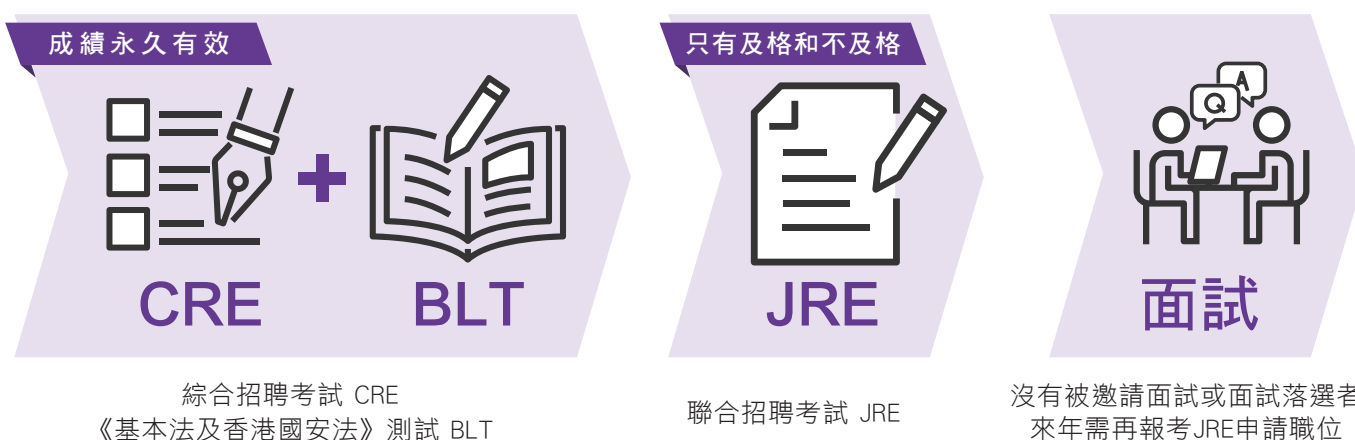 成績永久有效
CRE
+
BLT
綜合招聘考試 CRE
《基本法及香港國安法》測試 BLT
只有及格和不及格
JRE
聯合招聘考試 JRE
Q
A
面試
沒有被邀請面試或面試落選者
來年需再報考JRE申請職位